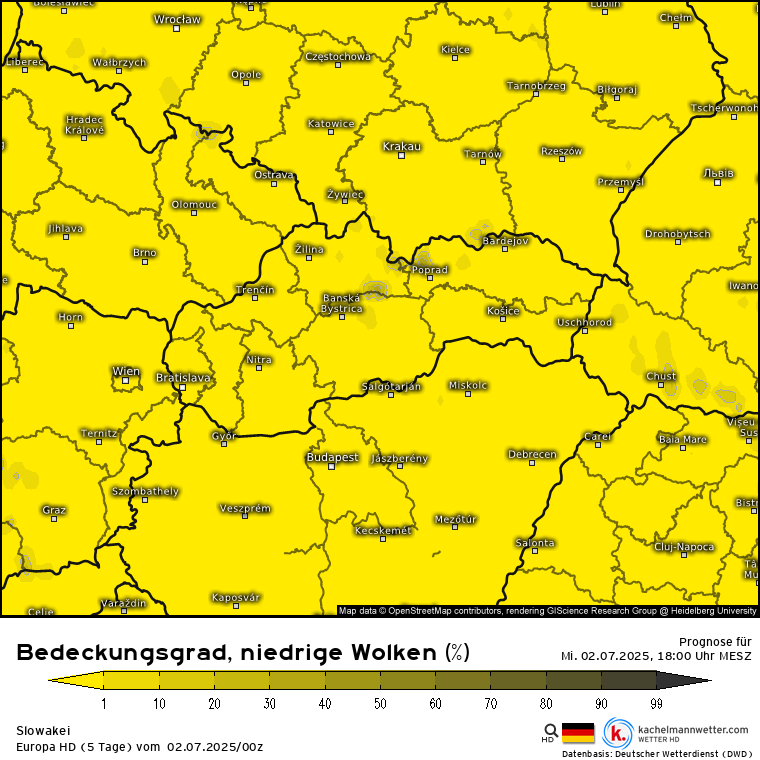 Bolesławiec
Lublin
Wrocław
Chełm
Kielce
Liberec
Wałbrzych
Częstochowa
Opole
Tarnobrzeg
Biłgoraj
Tscherwonoh
Hradec
Králové
Katowice
Krakau
Tarnów
Rzeszów
Ostrava
Львів
Przemyśl
Żywiec
Olomouc
Jihlava
Drohobytsch
Bardejov
Brno
Žilina
Poprad
Iwano
Trenčín
Banská
Bystrica
Košice
Horn
Uschhorod
Nitra
Wien
Bratislava
Chust
Salgótarján
Miskolc
Vișeu
Sus
Ternitz
Győr
Carei
Baia Mare
Budapest
Jászberény
Debrecen
Szombathely
Bistri
Graz
Veszprém
Mezőtúr
Kecskemét
Salonta
Cluj-Napoca
Tâ
Mu
Kaposvár
Varaždin
Celje
Map data © OpenStreetMap contributors, rendering GIScience Research Group @ Heidelberg University
Bedeckungsgrad, niedrige Wolken (%)
Prognose für
Mi. 02.07.2025, 18:00 Uhr MESZ
1 10 20 30 40 50 60 70 80 90 99
Slowakei
Europa HD (5 Tage) vom 02.07.2025/00z
HD
k.
kachelmannwetter.com
WETTER HD
Datenbasis: Deutscher Wetterdienst (DWD)